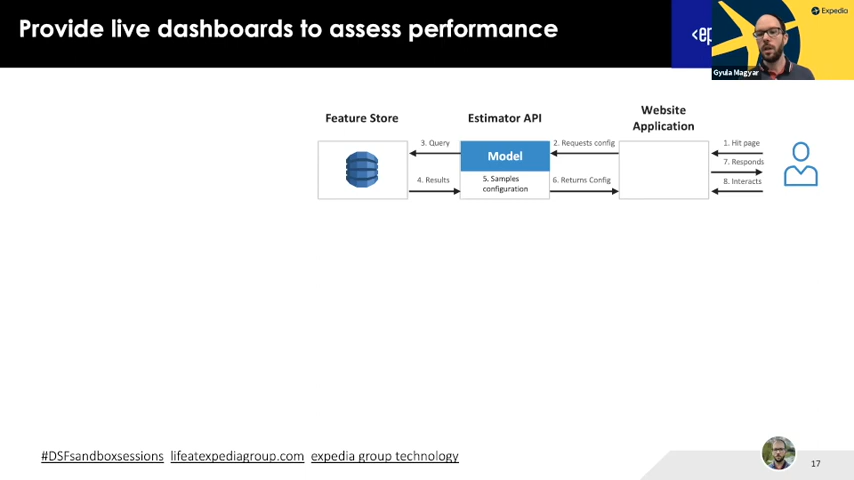 Provide live dashboards to assess performance
<ep
Expedia
Gyula Magyar
Feature Store
Estimator API
Website
Application
3. Query
Model
2. Requests config
1. Hit page
7. Responds
4. Results
5. Samples
configuration
6. Returns Config
8. Interacts
#DSFsandboxsessions lifeatexpediagroup.com expedia group technology
17